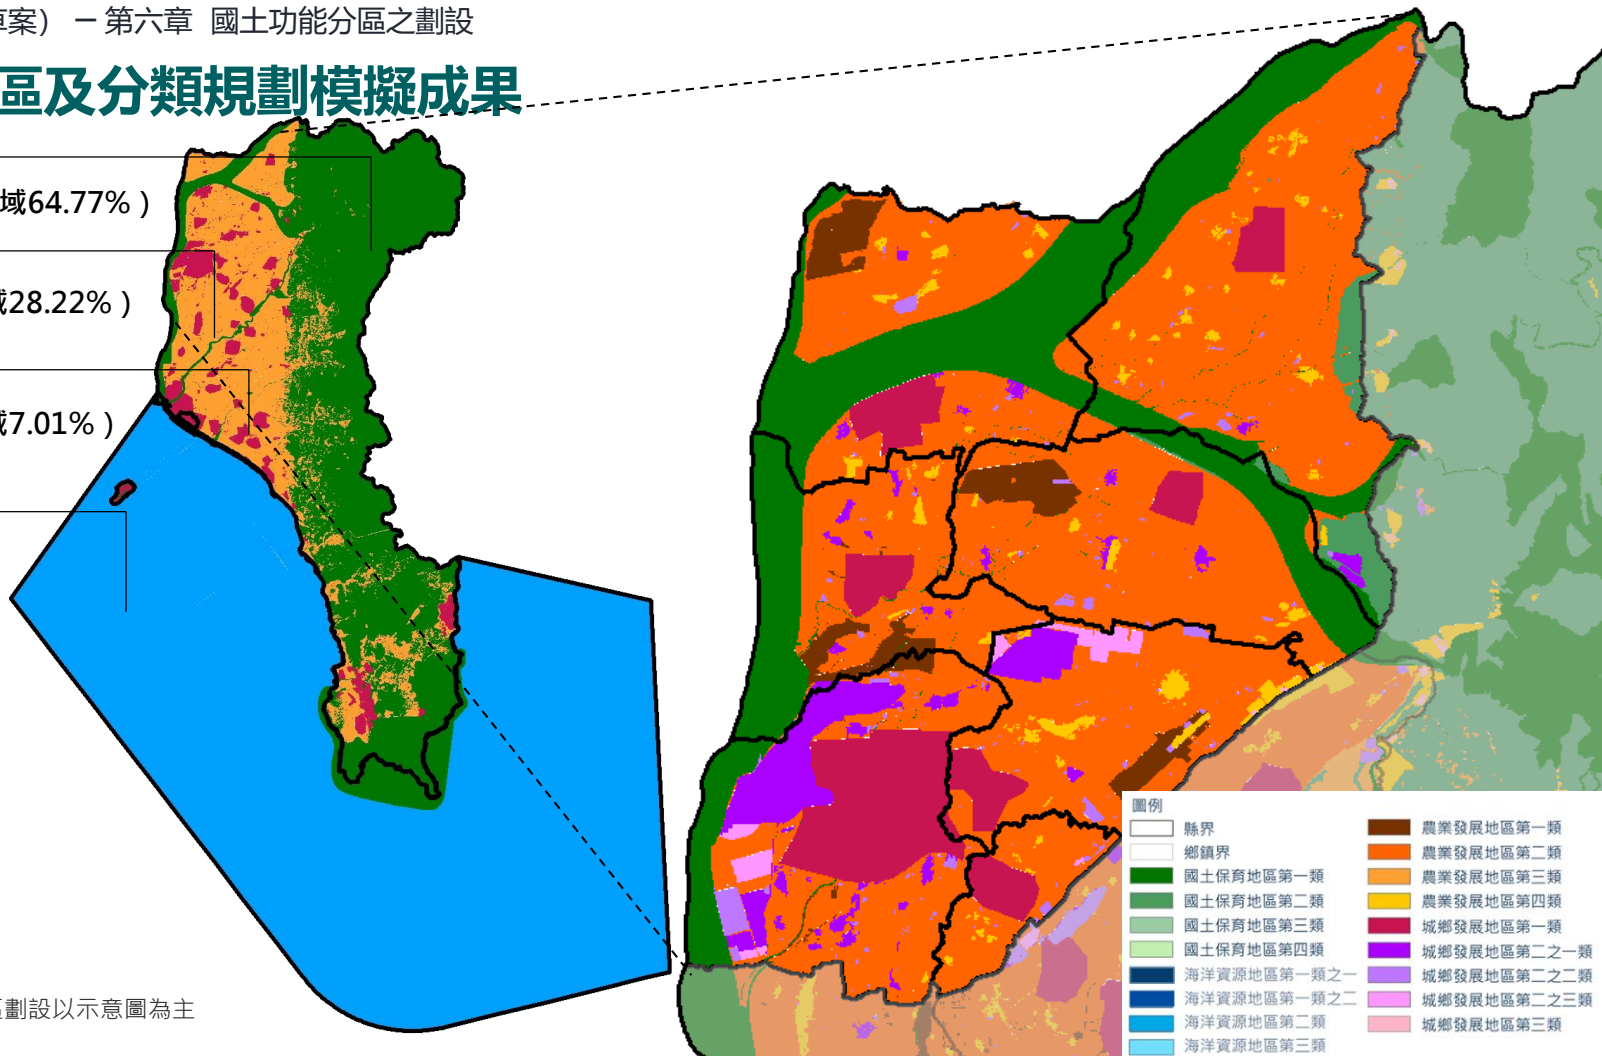 案） – 第六章 國土功能分區之劃設
區及分類規劃模擬成果
域64.77%）
28.22%）
7.01%）
劃設以示意圖為主
圖例
縣界
鄉鎮界
國土保育地區第一類
國土保育地區第二類
國土保育地區第三類
國土保育地區第四類
海洋資源地區第一類之一
海洋資源地區第一類之二
海洋資源地區第二類
海洋資源地區第三類
農業發展地區第一類
農業發展地區第二類
農業發展地區第三類
農業發展地區第四類
城鄉發展地區第一類
城鄉發展地區第二之一類
城鄉發展地區第二之二類
城鄉發展地區第二之三類
城鄉發展地區第三類